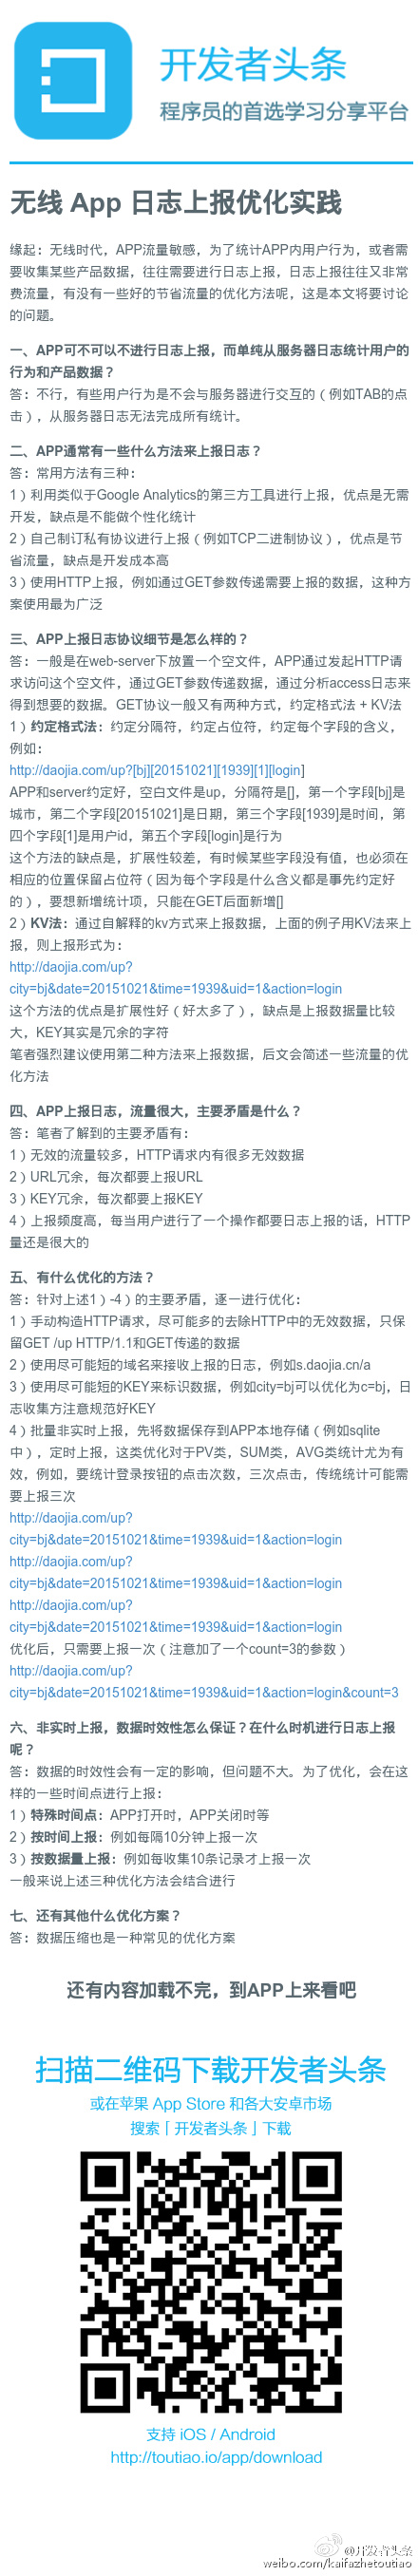 开发者头条
程序员的首选学习分享平台
无线 App 日志上报优化实践
缘起：无线时代，APP流量敏感，为了统计APP内用户行为，或者需
要收集某些产品数据，往往需要进行日志上报，日志上报往往又非常
费流量，有没有一些好的节省流量的优化方法呢，这是本文将要讨论
的问题。
一、APP可不可以不进行日志上报，而单纯从服务器日志统计用户的
行为和产品数据？
答：不行，有些用户行为是不会与服务器进行交互的（例如TAB的点
击），从服务器日志无法完成所有统计。
二、APP通常有一些什么方法来上报日志？
答：常用方法有三种：
1）利用类似于Google Analytics的第三方工具进行上报，优点是无需
开发，缺点是不能做个性化统计
2）自己制订私有协议进行上报（例如TCP二进制协议），优点是节
省流量，缺点是开发成本高
3）使用HTTP上报，例如通过GET参数传递需要上报的数据，这种方
案使用最为广泛
三、APP上报日志协议细节是怎么样的？
答：一般是在web-server下放置一个空文件，APP通过发起HTTP请
求访问这个空文件，通过GET参数传递数据，通过分析access日志来
得到想要的数据。GET协议一般又有两种方式，约定格式法 + KV法
1）约定格式法：约定分隔符，约定占位符，约定每个字段的含义，
例如：
http://daojia.com/up?[bj][20151021][1939][1][login]
APP和server约定好，空白文件是up，分隔符是[]，第一个字段[bj]是
城市，第二个字段[20151021]是日期，第三个字段[1939]是时间，第
四个字段[1]是用户id，第五个字段[login]是行为
这个方法的缺点是，扩展性较差，有时候某些字段没有值，也必须在
相应的位置保留占位符（因为每个字段是什么含义都是事先约定好
的），要想新增统计项，只能在GET后面新增[]
2）KV法：通过自解释的kv方式来上报数据，上面的例子用KV法来上
报，则上报形式为：
http://daojia.com/up?
city=bj&date=20151021&time=1939&uid=1&action=login
这个方法的优点是扩展性好（好太多了），缺点是上报数据量比较
大，KEY其实是冗余的字符
笔者强烈建议使用第二种方法来上报数据，后文会简述一些流量的优
化方法
四、APP上报日志，流量很大，主要矛盾是什么？
答：笔者了解到的主要矛盾有：
1）无效的流量较多，HTTP请求内有很多无效数据
2）URL冗余，每次都要上报URL
3）KEY冗余，每次都要上报KEY
4）上报频度高，每当用户进行了一个操作都要日志上报的话，HTTP
量还是很大的
五、有什么优化的方法？
答：针对上述1）-4）的主要矛盾，逐一进行优化：
1）手动构造HTTP请求，尽可能多的去除HTTP中的无效数据，只保
留GET /up HTTP/1.1和GET传递的数据
2）使用尽可能短的域名来接收上报的日志，例如s.daojia.cn/a
3）使用尽可能短的KEY来标识数据，例如city=bj可以优化为c=bj，日
志收集方注意规范好KEY
4）批量非实时上报，先将数据保存到APP本地存储（例如sqlite
中），定时上报，这类优化对于PV类，SUM类，AVG类统计尤为有
效，例如，要统计登录按钮的点击次数，三次点击，传统统计可能需
要上报三次
http://daojia.com/up?
city=bj&date=20151021&time=1939&uid=1&action=login
http://daojia.com/up?
city=bj&date=20151021&time=1939&uid=1&action=login
http://daojia.com/up?
city=bj&date=20151021&time=1939&uid=1&action=login
优化后，只需要上报一次（注意加了一个count=3的参数）
http://daojia.com/up?
city=bj&date=20151021&time=1939&uid=1&action=login&count=3
六、非实时上报，数据时效性怎么保证？在什么时机进行日志上报
呢？
答：数据的时效性会有一定的影响，但问题不大。为了优化，会在这
样的一些时间点进行上报：
1）特殊时间点：APP打开时，APP关闭时等
2）按时间上报：例如每隔10分钟上报一次
3）按数据量上报：例如每收集10条记录才上报一次
一般来说上述三种优化方法会结合进行
七、还有其他什么优化方案？
答：数据压缩也是一种常见的优化方案
还有内容加载不完，到APP上来看吧
扫描二维码下载开发者头条
或在苹果 App Store 和各大安卓市场
搜索「开发者头条」下载
支持 iOS / Android
http://toutiao.io/app/download
@开发者头条
weibo.com/kaifazhetoutiao